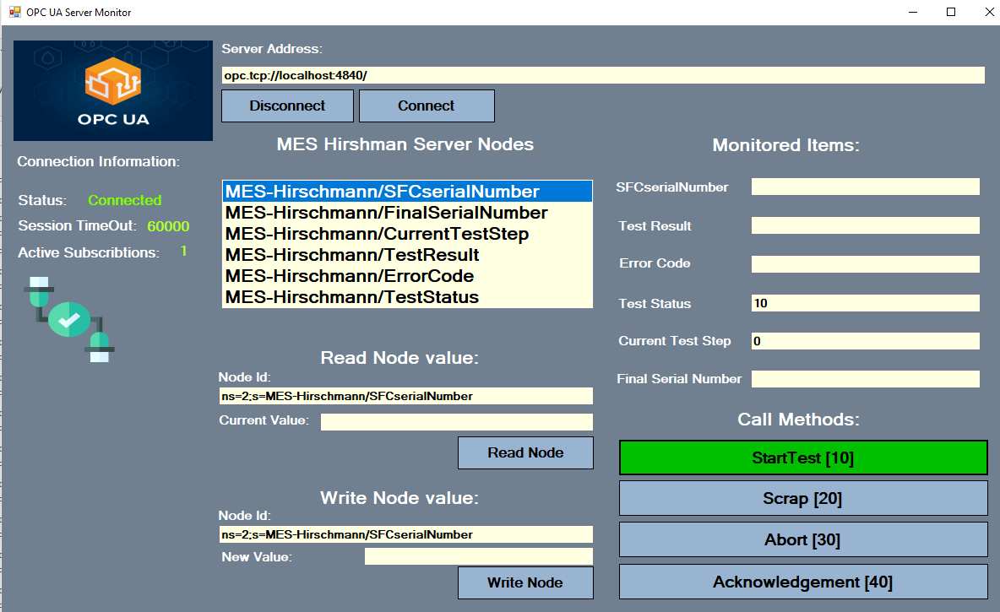 OPC UA Server Monitor
OPC UA
Server Address:
opc.tcp://localhost:4840/
Disconnect
Connect
Connection Information:
Status: Connected
Session TimeOut: 60000
Active Subscribtions: 1
MES Hirshman Server Nodes
MES-Hirschmann/SFCserialNumber
MES-Hirschmann/FinalSerialNumber
MES-Hirschmann/CurrentTestStep
MES-Hirschmann/TestResult
MES-Hirschmann/ErrorCode
MES-Hirschmann/TestStatus
Read Node value:
Node Id:
ns=2;s=MES-Hirschmann/SFCserialNumber
Current Value:
Read Node
Write Node value:
Node Id:
ns=2;s=MES-Hirschmann/SFCserialNumber
New Value:
Write Node
Monitored Items:
SFCserialNumber
Test Result
Error Code
Test Status 10
Current Test Step 0
Final Serial Number
Call Methods:
StartTest [10]
Scrap [20]
Abort [30]
Acknowledgement [40]